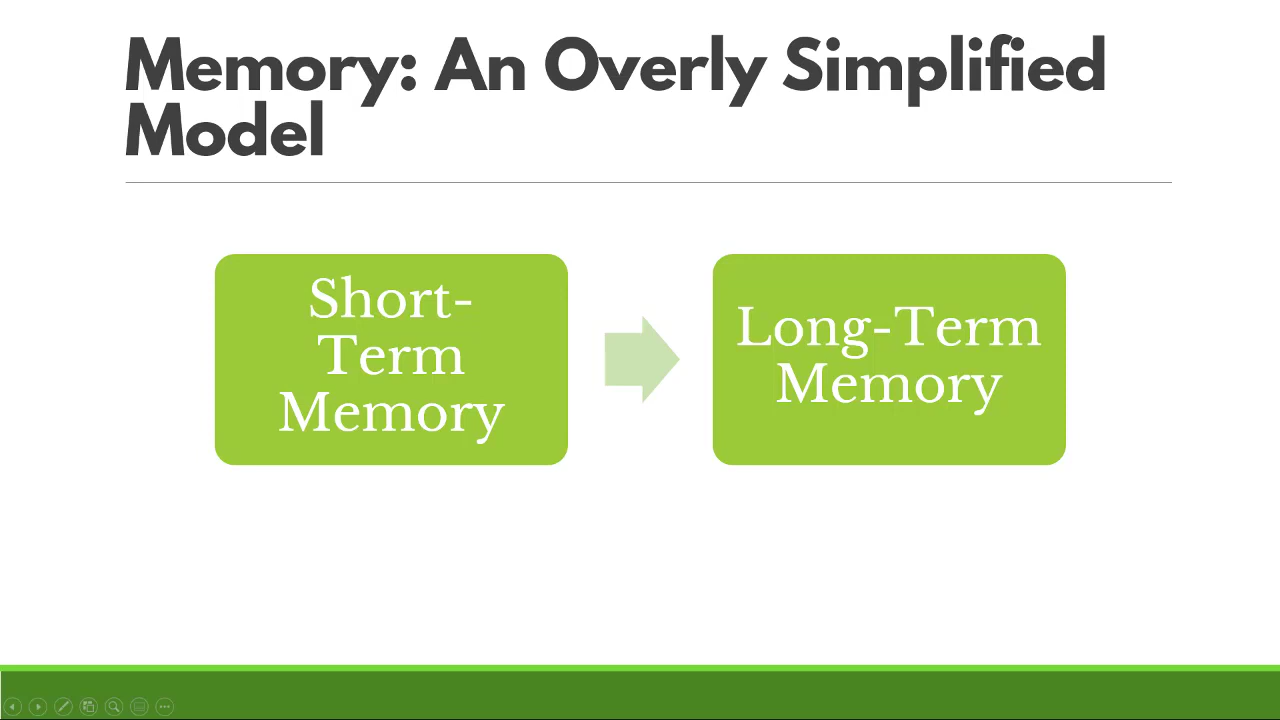 Memory: An Overly Simplified
Model
Short-
Term
Memory
Long-Term
Memory